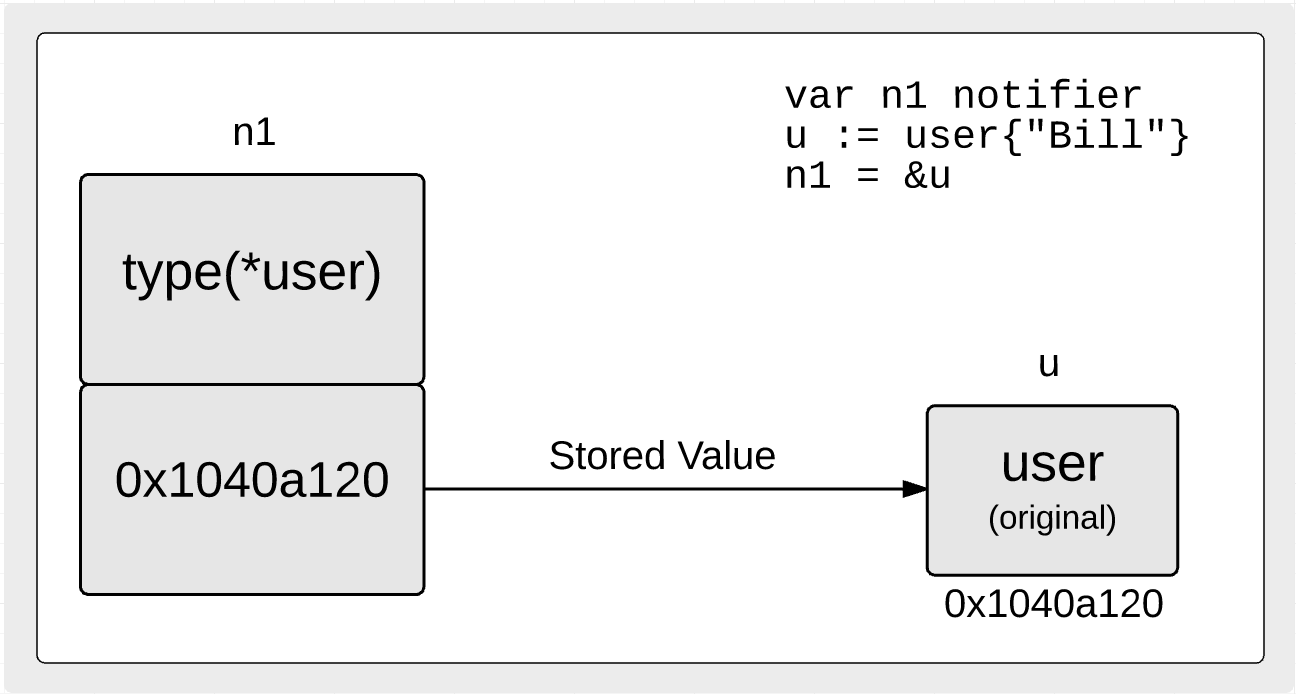 var n1 notifier
u := user{"Bill"}
n1 = &u
n1
type(*user)
0x1040a120
Stored Value
u
user
(original)
0x1040a120